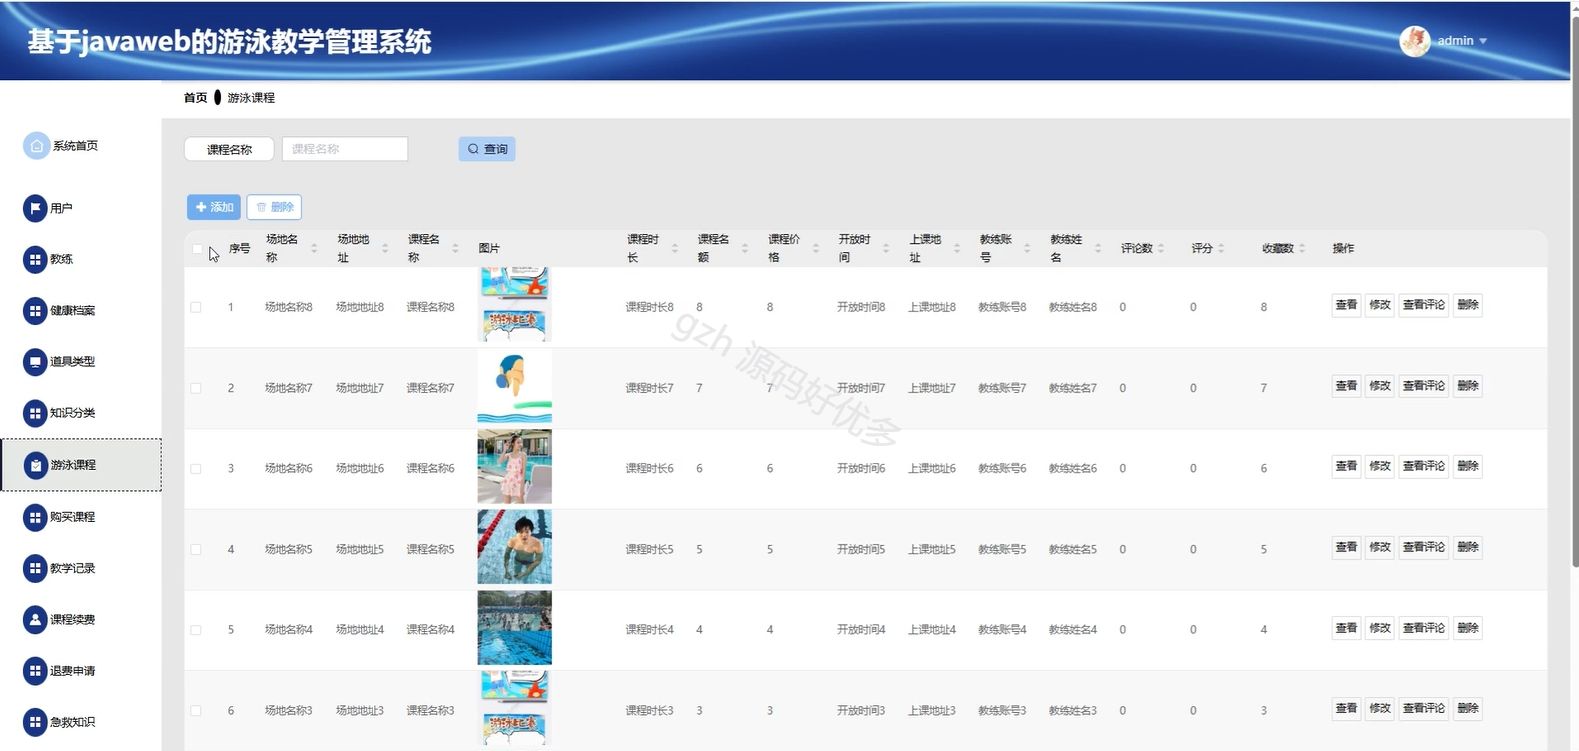 基于javaweb的游泳教学管理系统
admin
首页 游泳课程
系统首页
用户
教练
健康档案
道具类型
知识分类
游泳课程
购买课程
教学记录
课程续费
退费申请
急救知识
课程名称 课程名称 查询
添加 删除
序号 场地名称 场地地址 课程名称 图片 课程时长 课程名额 课程价格 开放时间 上课地址 教练账号 教练姓名 评论数 评分 收藏数 操作
1 场地名称8 场地地址8 课程名称8 课程时长8 8 8 开放时间8 上课地址8 教练账号8 教练姓名8 0 0 8 查看 修改 查看评论 删除
2 场地名称7 场地地址7 课程名称7 课程时长7 7 7 开放时间7 上课地址7 教练账号7 教练姓名7 0 0 7 查看 修改 查看评论 删除
3 场地名称6 场地地址6 课程名称6 课程时长6 6 6 开放时间6 上课地址6 教练账号6 教练姓名6 0 0 6 查看 修改 查看评论 删除
4 场地名称5 场地地址5 课程名称5 课程时长5 5 5 开放时间5 上课地址5 教练账号5 教练姓名5 0 0 5 查看 修改 查看评论 删除
5 场地名称4 场地地址4 课程名称4 课程时长4 4 4 开放时间4 上课地址4 教练账号4 教练姓名4 0 0 4 查看 修改 查看评论 删除
6 场地名称3 场地地址3 课程名称3 课程时长3 3 3 开放时间3 上课地址3 教练账号3 教练姓名3 0 0 3 查看 修改 查看评论 删除
gzh 源码好优多